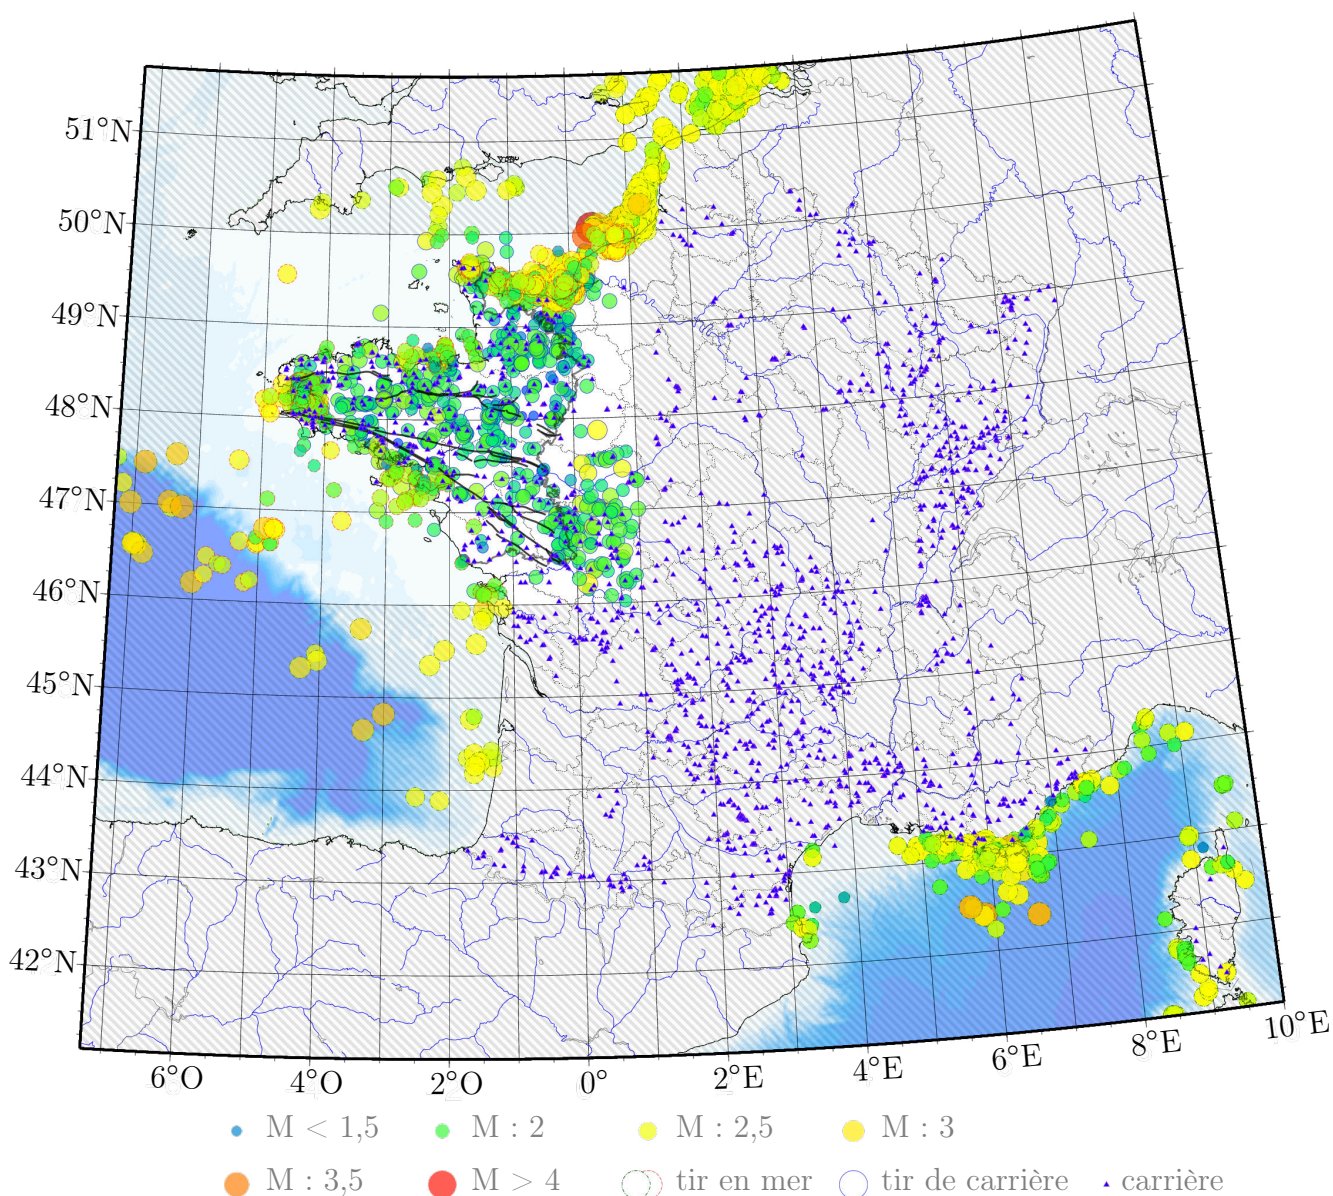 51°N
50°N
49°N
48°N
47°N
46°N
45°N
44°N
43°N
42°N
6°O 4°O 2°O 0° 2°E 4°E 6°E 8°E 10°E
M < 1,5 M : 2 M : 2,5 M : 3
M : 3,5 M > 4 tir en mer tir de carrière carrière